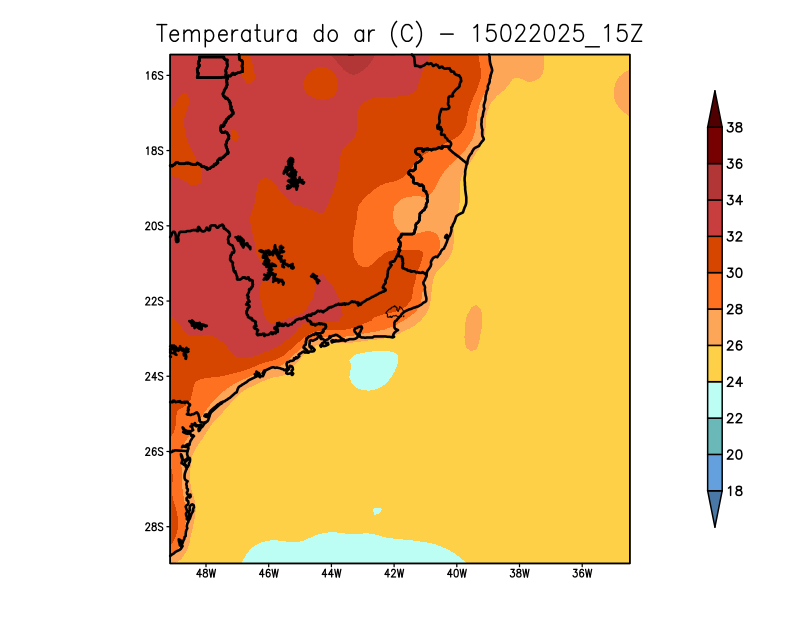 Temperatura do ar (C) – 15022025_15Z
16S
18S
20S
22S
24S
26S
28S
48W 46W 44W 42W 40W 38W 36W
38
36
34
32
30
28
26
24
22
20
18